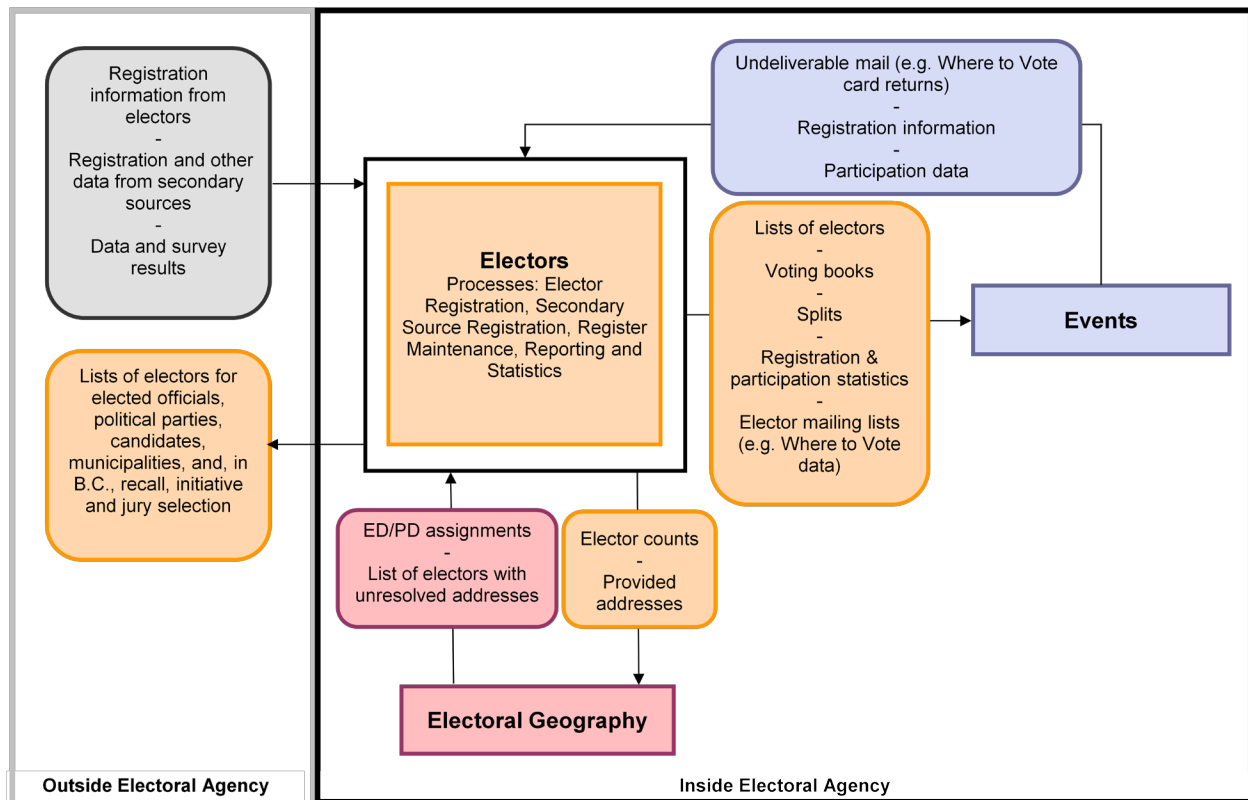 Registration
information from
electors
-
Registration and other
data from secondary
sources
-
Data and survey
results
Lists of electors for
elected officials,
political parties,
candidates,
municipalities, and, in
B.C., recall, initiative
and jury selection
Outside Electoral Agency
Undeliverable mail (e.g. Where to Vote
card returns)
-
Registration information
-
Participation data
Electors
Processes: Elector
Registration, Secondary
Source Registration, Register
Maintenance, Reporting and
Statistics
Lists of electors
-
Voting books
-
Splits
-
Registration &
participation statistics
-
Elector mailing lists
(e.g. Where to Vote
data)
Events
ED/PD assignments
-
List of electors with
unresolved addresses
Elector counts
-
Provided
addresses
Electoral Geography
Inside Electoral Agency